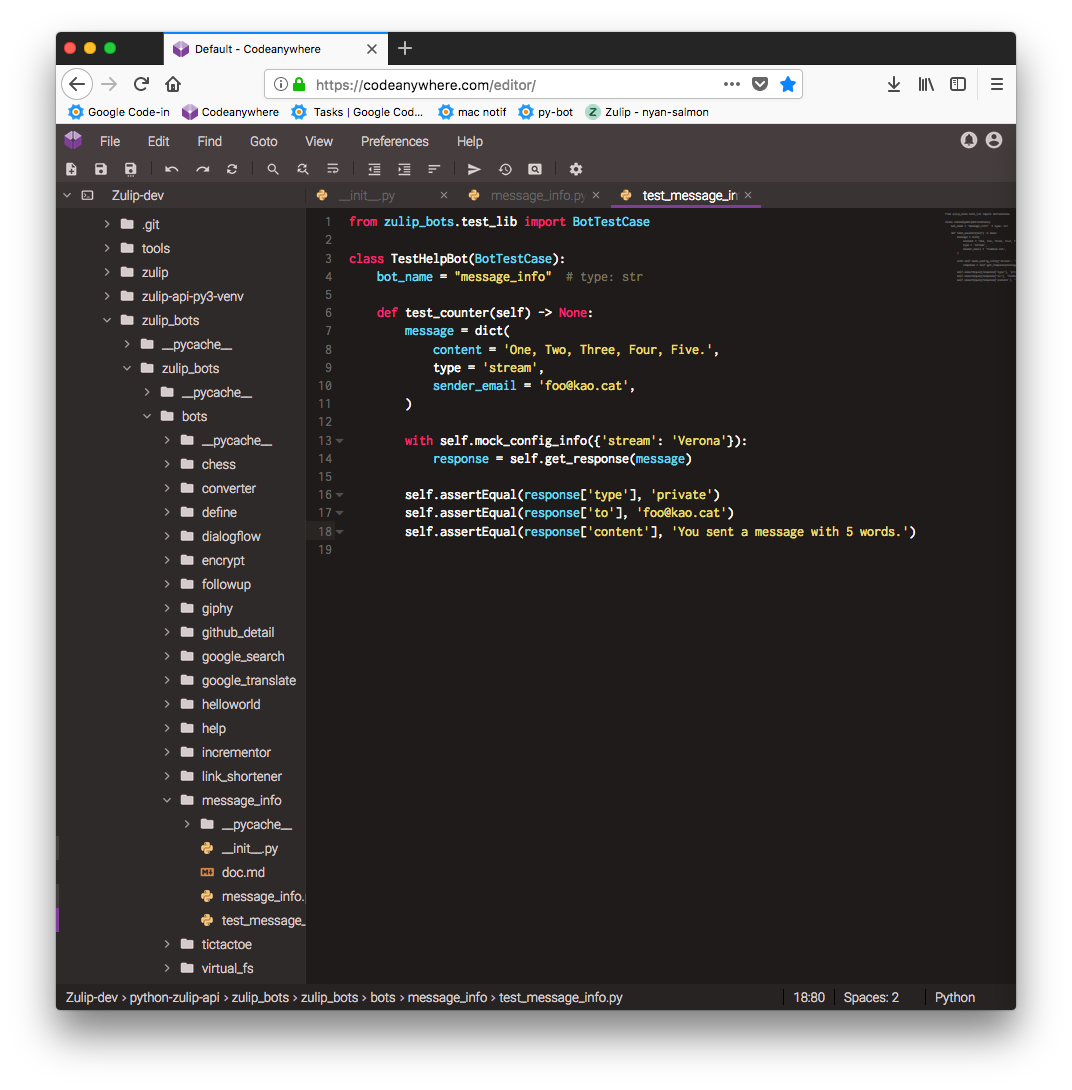 Default - Codeanywhere
https://codeanywhere.com/editor/
Google Code-in Codeanywhere Tasks | Google Cod... mac notif py-bot Z Zulip - nyan-salmon
File Edit Find Goto View Preferences Help
Zulip-dev
__init__.py message_info.py test_message_in
.git
tools
zulip
zulip-api-py3-venv
zulip_bots
__pycache__
zulip_bots
__pycache__
bots
__pycache__
chess
converter
define
dialogflow
encrypt
followup
giphy
github_detail
google_search
google_translate
helloworld
help
incrementor
link_shortener
message_info
__pycache__
__init__.py
doc.md
message_info.
test_message_
tictactoe
virtual_fs
1 from zulip_bots.test_lib import BotTestCase
2
3 class TestHelpBot(BotTestCase):
4 bot_name = "message_info" # type: str
5
6 def test_counter(self) -> None:
7 message = dict(
8 content = 'One, Two, Three, Four, Five.',
9 type = 'stream',
10 sender_email = 'foo@kao.cat',
11 )
12
13 with self.mock_config_info({'stream': 'Verona'}):
14 response = self.get_response(message)
15
16 self.assertEqual(response['type'], 'private')
17 self.assertEqual(response['to'], 'foo@kao.cat')
18 self.assertEqual(response['content'], 'You sent a message with 5 words.')
19
Zulip-dev › python-zulip-api › zulip_bots › zulip_bots › bots › message_info › test_message_info.py 18:80 Spaces: 2 Python